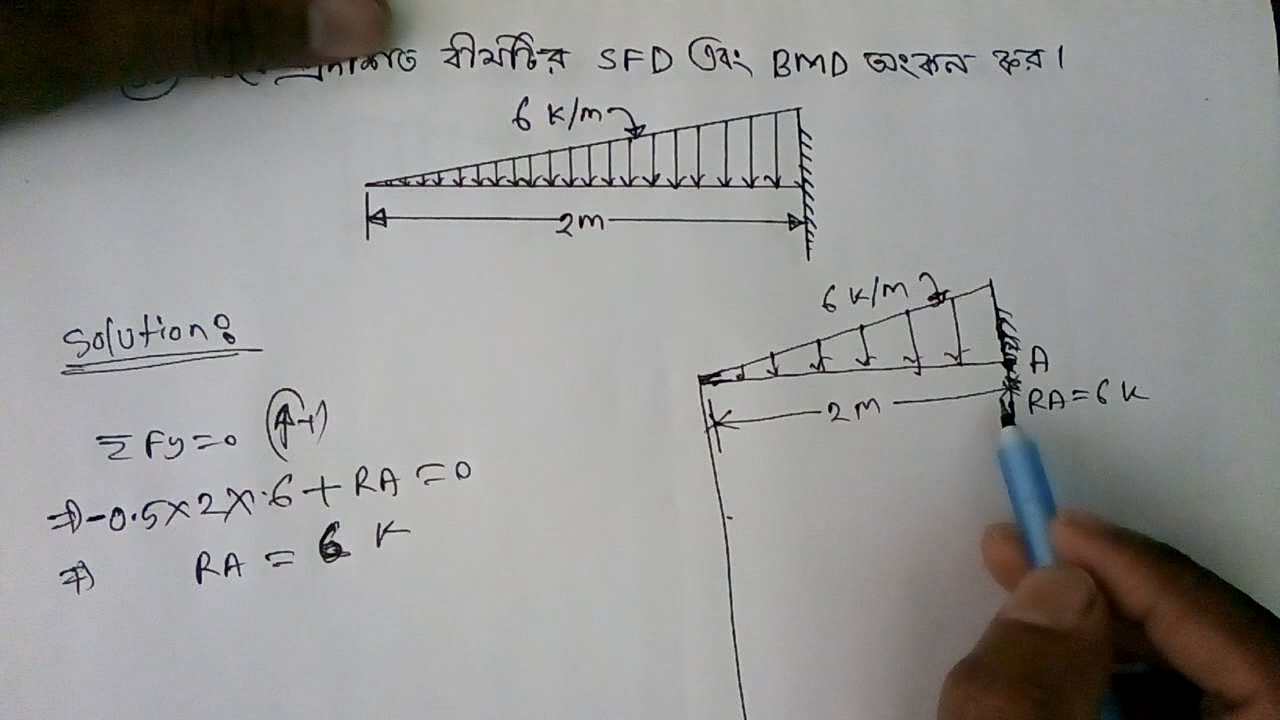 বীমটির SFD এবং BMD অংকন কর।
6 K/m
2m
Solution:
ΣFy=0 (↑+)
⇒ -0.5×2×6+RA=0
⇒ RA = 6 K
6 K/m
A
2m
RA=6 K